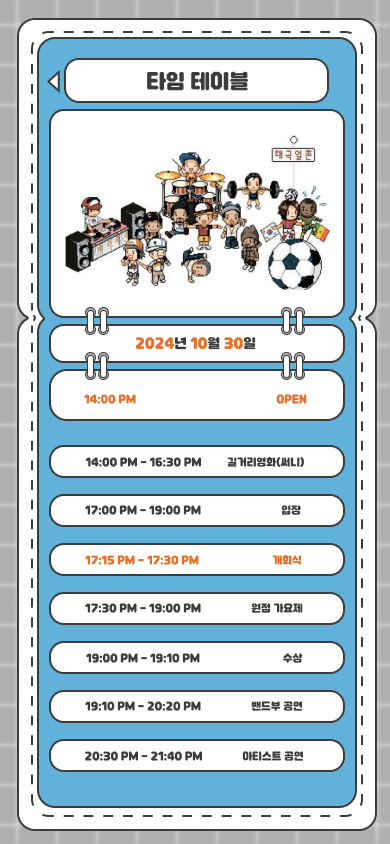 타임 테이블
태극얼촌
2024년 10월 30일
14:00 PM OPEN
14:00 PM - 16:30 PM 길거리영화(써니)
17:00 PM - 19:00 PM 입장
17:15 PM - 17:30 PM 개회식
17:30 PM - 19:00 PM 원점 가요제
19:00 PM - 19:10 PM 수상
19:10 PM - 20:20 PM 밴드부 공연
20:30 PM - 21:40 PM 아티스트 공연